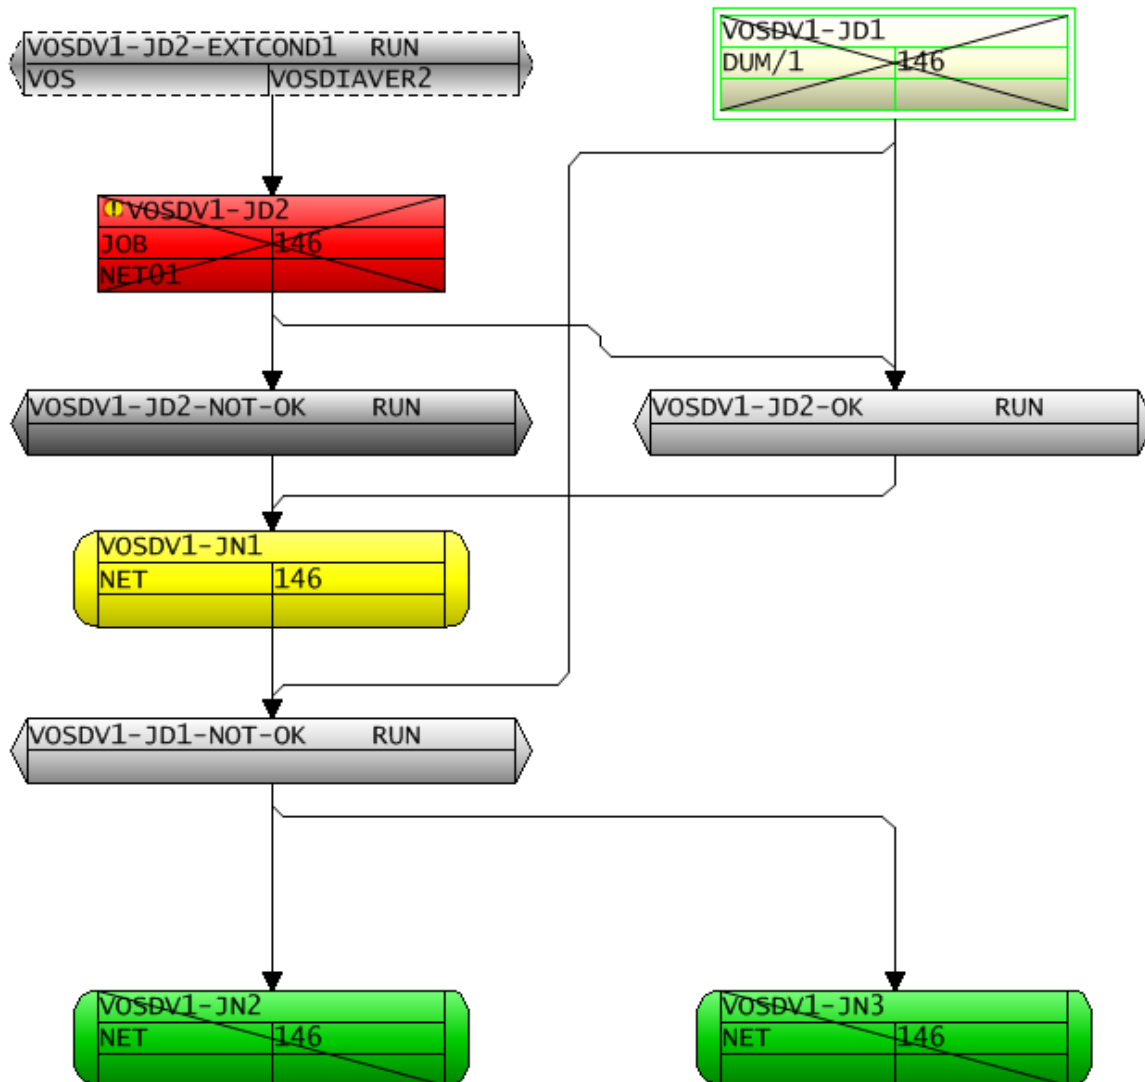 VOSDV1-JD2-EXTCOND1 RUN
VOS VOSDIAVER2
VOSDV1-JD1
DUM/1 146
VOSDV1-JD2
JOB 146
NET01
VOSDV1-JD2-NOT-OK RUN
VOSDV1-JD2-OK RUN
VOSDV1-JN1
NET 146
VOSDV1-JD1-NOT-OK RUN
VOSDV1-JN2
NET 146
VOSDV1-JN3
NET 146